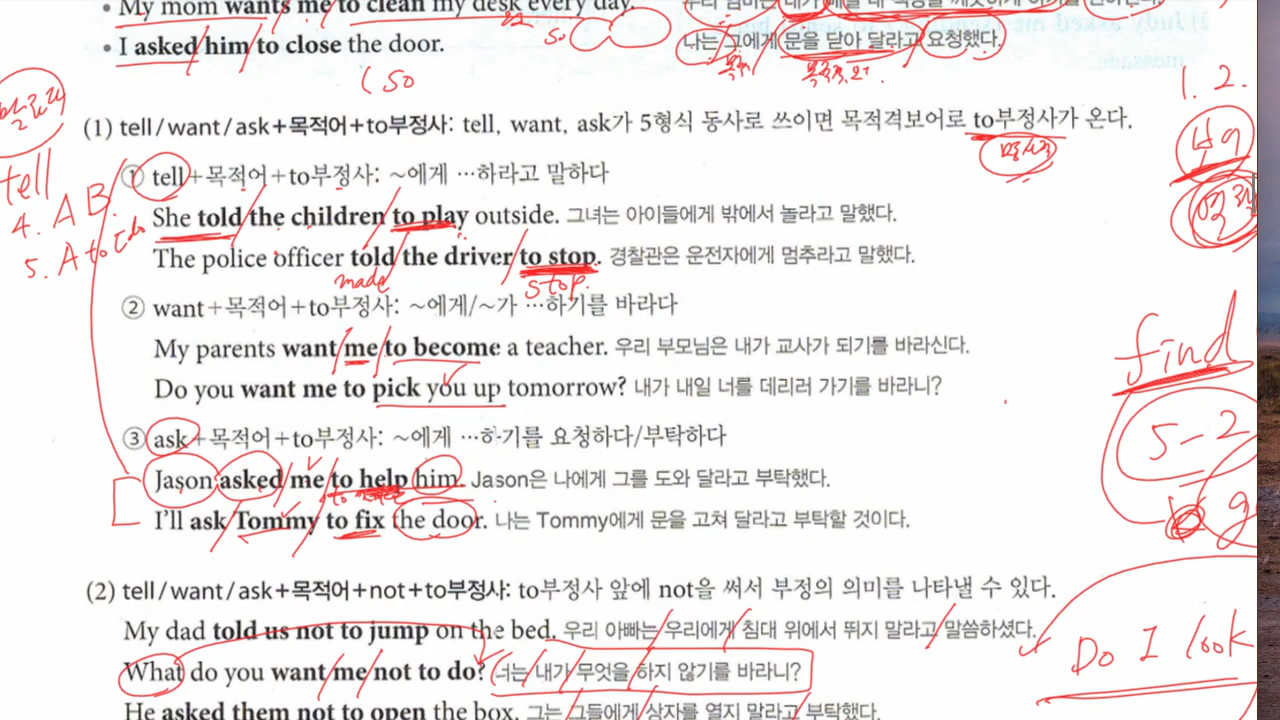 • My mom wants me to clean my desk every day.
• I asked him to close the door. 나는 그에게 문을 닫아 달라고 요청했다.
so
( so
1. 2.
(1) tell/want/ask+목적어+to부정사: tell, want, ask가 5형식 동사로 쓰이면 목적격보어로 to부정사가 온다.
tell
4. A B
5. A to do
① tell+목적어+to부정사: ~에게 …하라고 말하다
She told the children to play outside. 그녀는 아이들에게 밖에서 놀라고 말했다.
The police officer told the driver to stop. 경찰관은 운전자에게 멈추라고 말했다.
made stop.
② want+목적어+to부정사: ~에게/~가 …하기를 바라다
My parents want me to become a teacher. 우리 부모님은 내가 교사가 되기를 바라신다.
find
Do you want me to pick you up tomorrow? 내가 내일 너를 데리러 가기를 바라니?
③ ask+목적어+to부정사: ~에게 …하기를 요청하다/부탁하다
5-2
Jason asked me to help him. Jason은 나에게 그를 도와 달라고 부탁했다.
I'll ask Tommy to fix the door. 나는 Tommy에게 문을 고쳐 달라고 부탁할 것이다.
(2) tell/want/ask+목적어+not+to부정사: to부정사 앞에 not을 써서 부정의 의미를 나타낼 수 있다.
My dad told us not to jump on the bed. 우리 아빠는 우리에게 침대 위에서 뛰지 말라고 말씀하셨다.
Do I look
What do you want me not to do? 너는 내가 무엇을 하지 않기를 바라니?
He asked them not to open the box. 그는 그들에게 상자를 열지 말라고 부탁했다.